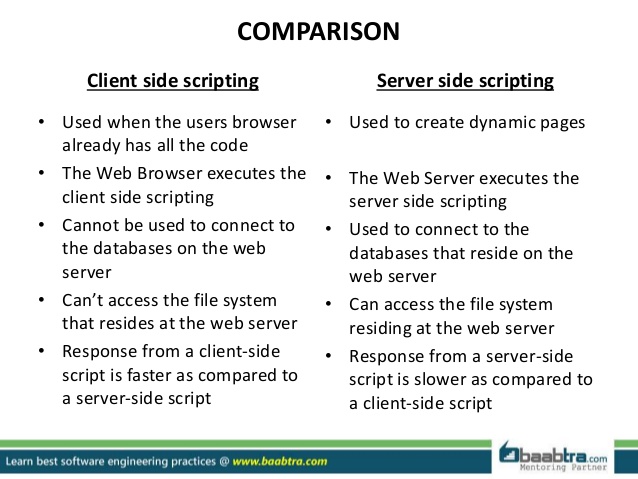 COMPARISON
Client side scripting
• Used when the users browser
already has all the code
• The Web Browser executes the
client side scripting
• Cannot be used to connect to
the databases on the web
server
• Can't access the file system
that resides at the web server
• Response from a client-side
script is faster as compared to
a server-side script
Server side scripting
• Used to create dynamic pages
• The Web Server executes the
server side scripting
• Used to connect to the
databases that reside on the
web server
• Can access the file system
residing at the web server
• Response from a server-side
script is slower as compared to
a client-side script
Learn best software engineering practices @ www.baabtra.com
baabtra.com
Mentoring Partner